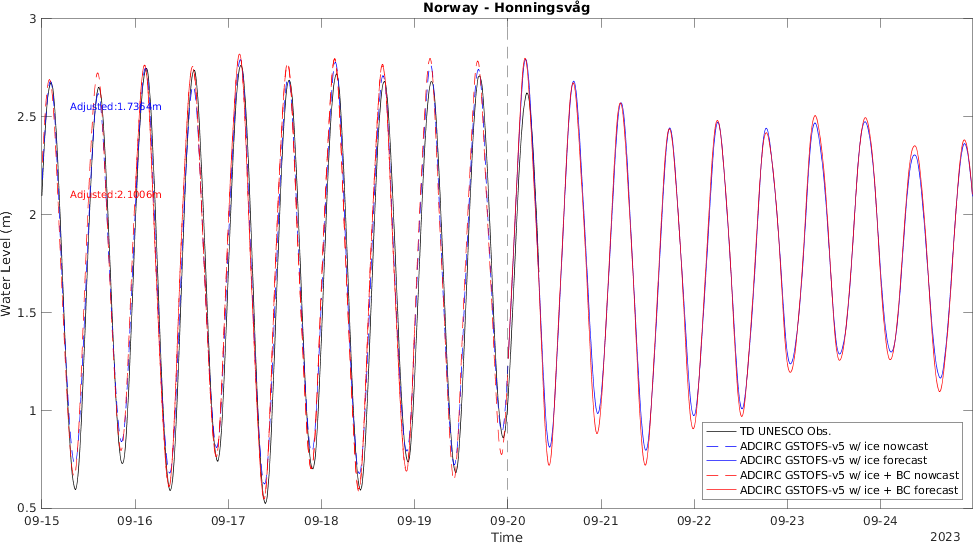 Norway - Honningsvåg
3
2.5
2
1.5
1
0.5
Water Level (m)
Adjusted:1.7364m
Adjusted:2.1006m
TD UNESCO Obs.
ADCIRC GSTOFS-v5 w/ ice nowcast
ADCIRC GSTOFS-v5 w/ ice forecast
ADCIRC GSTOFS-v5 w/ ice + BC nowcast
ADCIRC GSTOFS-v5 w/ ice + BC forecast
09-15 09-16 09-17 09-18 09-19 09-20 09-21 09-22 09-23 09-24
Time
2023